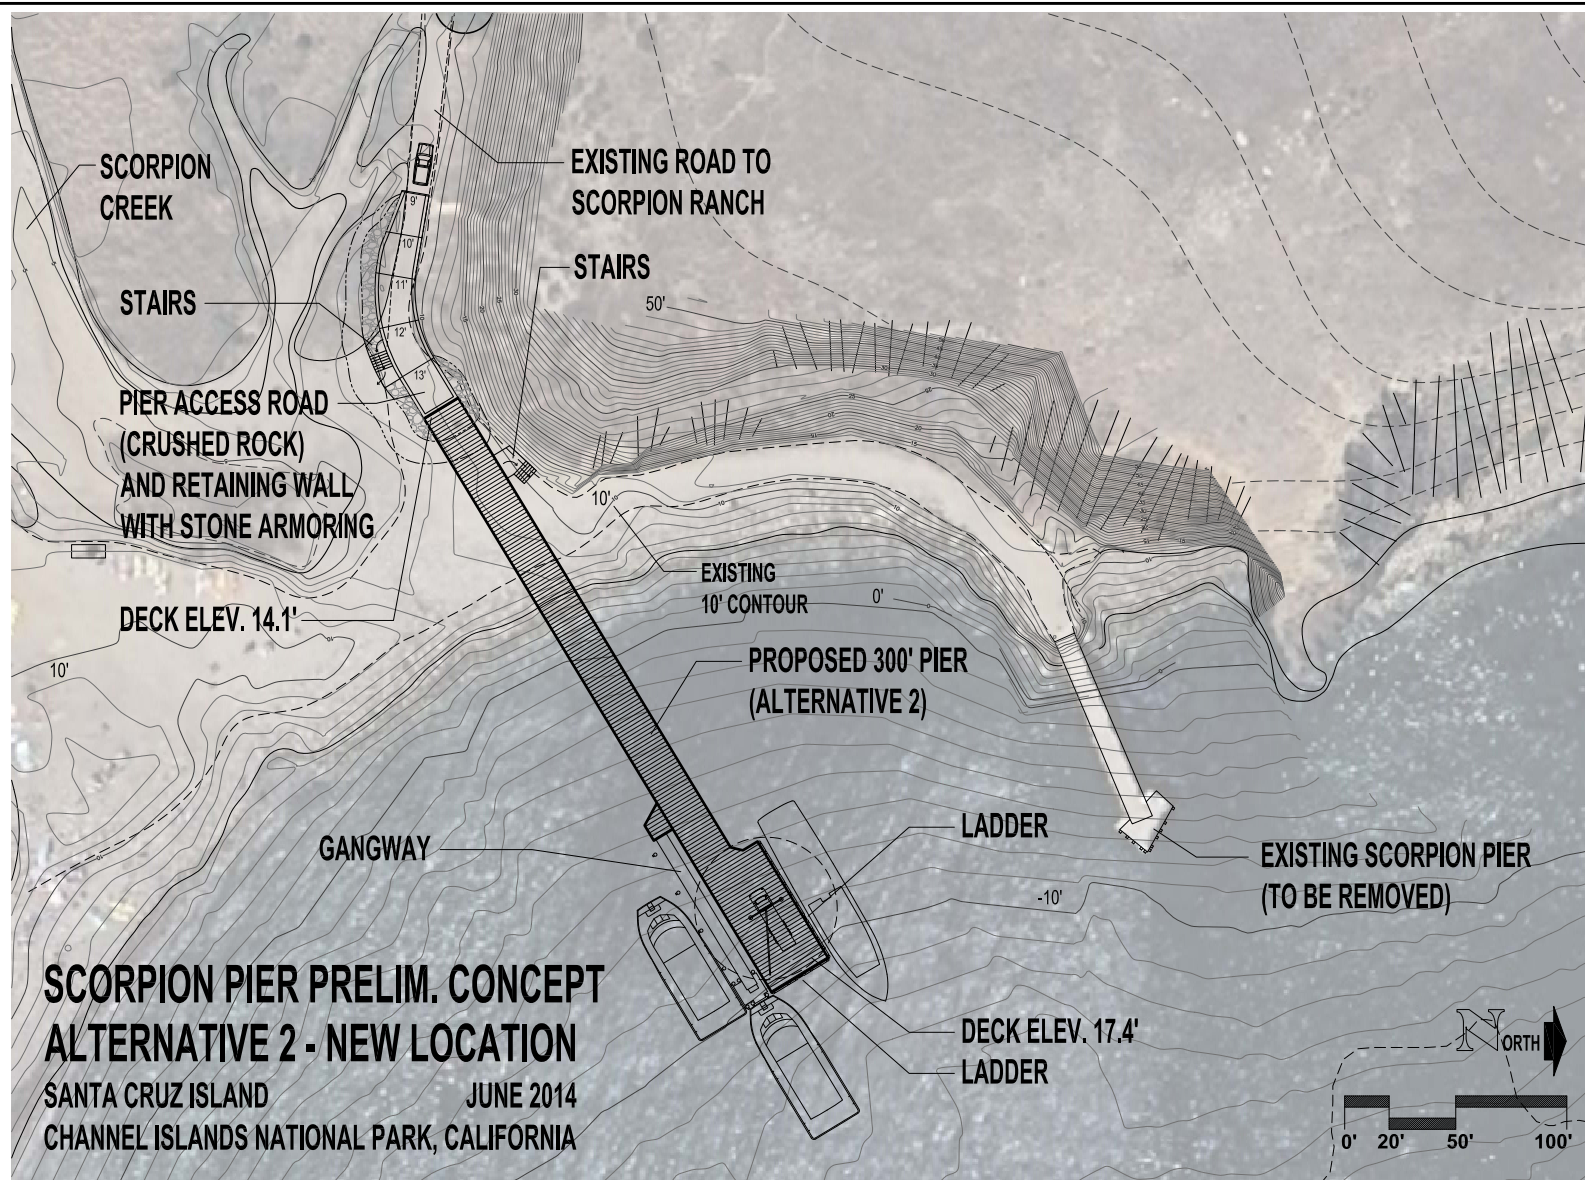 SCORPION
CREEK
EXISTING ROAD TO
SCORPION RANCH
9'
10'
11'
12'
13'
STAIRS
STAIRS
50'
PIER ACCESS ROAD
(CRUSHED ROCK)
AND RETAINING WALL
WITH STONE ARMORING
10'
EXISTING
10' CONTOUR
0'
DECK ELEV. 14.1'
10'
PROPOSED 300' PIER
(ALTERNATIVE 2)
GANGWAY
LADDER
EXISTING SCORPION PIER
(TO BE REMOVED)
-10'
DECK ELEV. 17.4'
LADDER
SCORPION PIER PRELIM. CONCEPT
ALTERNATIVE 2 - NEW LOCATION
SANTA CRUZ ISLAND JUNE 2014
CHANNEL ISLANDS NATIONAL PARK, CALIFORNIA
NORTH
0' 20' 50' 100'